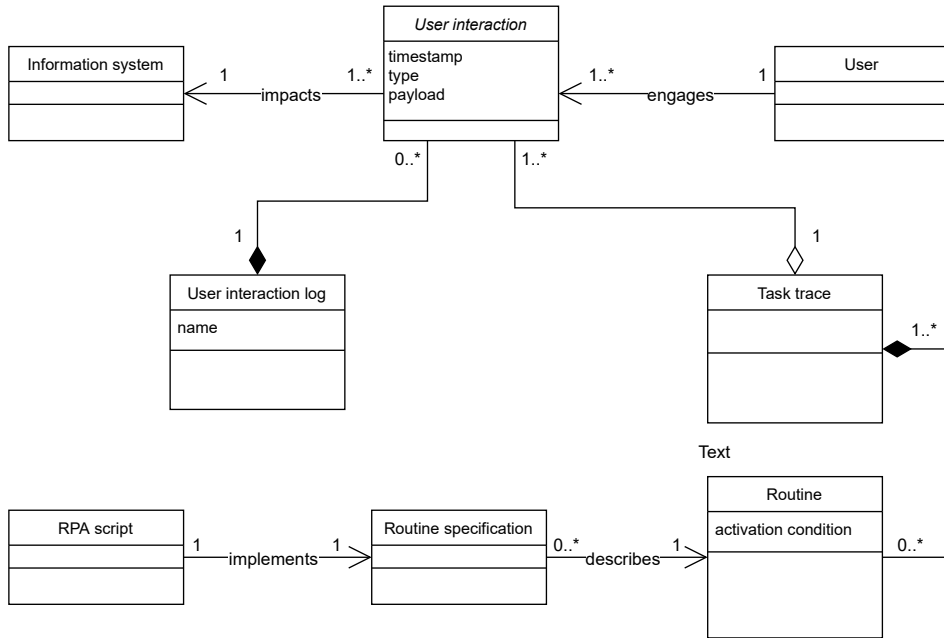 User interaction
timestamp
type
payload
Information system
User
1
impacts
1..*
1..*
engages
1
0..*
1..*
1
1
User interaction log
name
Task trace
1..*
Text
RPA script
1
implements
1
Routine specification
0..*
describes
1
Routine
activation condition
0..*